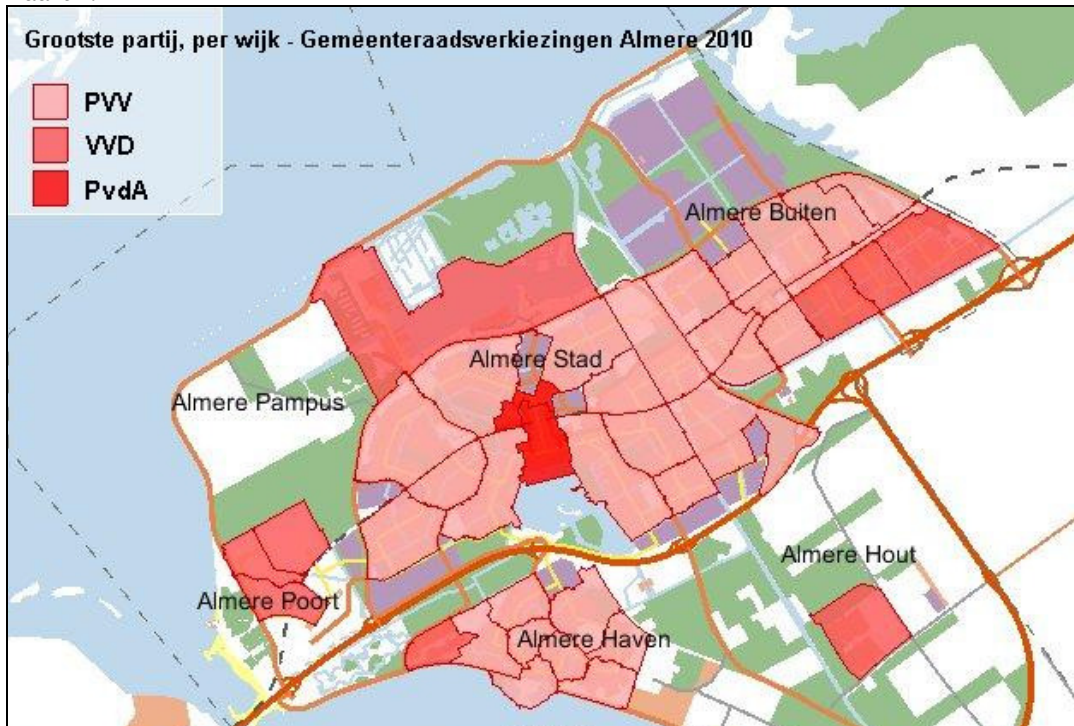 Grootste partij, per wijk - Gemeenteraadsverkiezingen Almere 2010
PVV
VVD
PvdA
Almere Buiten
Almere Stad
Almere Pampus
Almere Hout
Almere Poort
Almere Haven